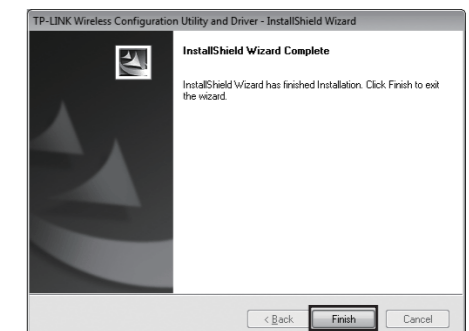 TP-LINK Wireless Configuration Utility and Driver - InstallShield Wizard
InstallShield Wizard Complete
InstallShield Wizard has finished Installation. Click Finish to exit
the wizard.
< Back
Finish
Cancel